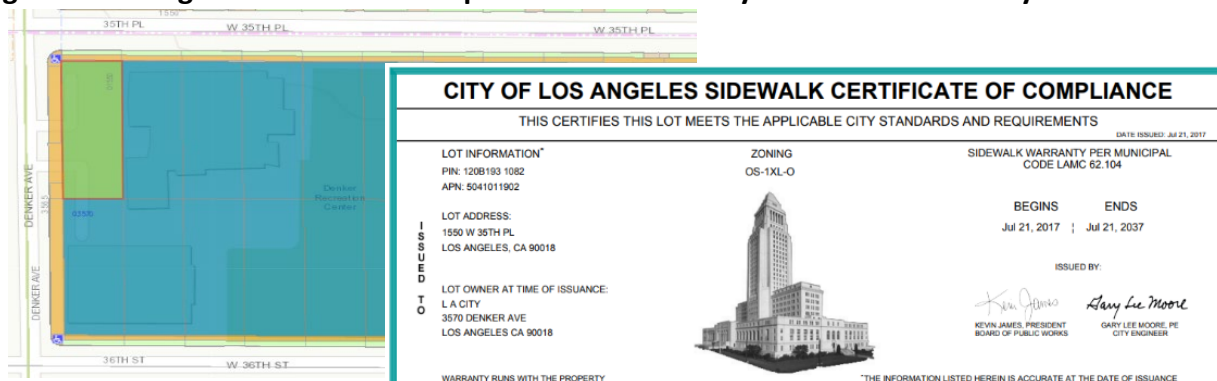 35TH PL
W 35TH PL
W 35TH PL
DENKER AVE
DENKER AVE
Denker
Recreation
Center
36TH ST
W 36TH ST
CITY OF LOS ANGELES SIDEWALK CERTIFICATE OF COMPLIANCE
THIS CERTIFIES THIS LOT MEETS THE APPLICABLE CITY STANDARDS AND REQUIREMENTS
DATE ISSUED: Jul 21, 2017
ISSUED TO
LOT INFORMATION*
PIN: 120B193 1082
APN: 5041011902
LOT ADDRESS:
1550 W 35TH PL
LOS ANGELES, CA 90018
LOT OWNER AT TIME OF ISSUANCE:
L A CITY
3570 DENKER AVE
LOS ANGELES CA 90018
WARRANTY RUNS WITH THE PROPERTY
ZONING
OS-1XL-O
SIDEWALK WARRANTY PER MUNICIPAL
CODE LAMC 62.104
BEGINS ENDS
Jul 21, 2017 ¦ Jul 21, 2037
ISSUED BY:
Ken James Gary Lee Moore
KEVIN JAMES, PRESIDENT
BOARD OF PUBLIC WORKS
GARY LEE MOORE, PE
CITY ENGINEER
*THE INFORMATION LISTED HEREIN IS ACCURATE AT THE DATE OF ISSUANCE